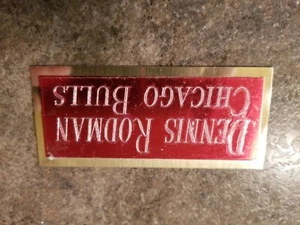 DENNIS RODMAN
CHICAGO BULLS